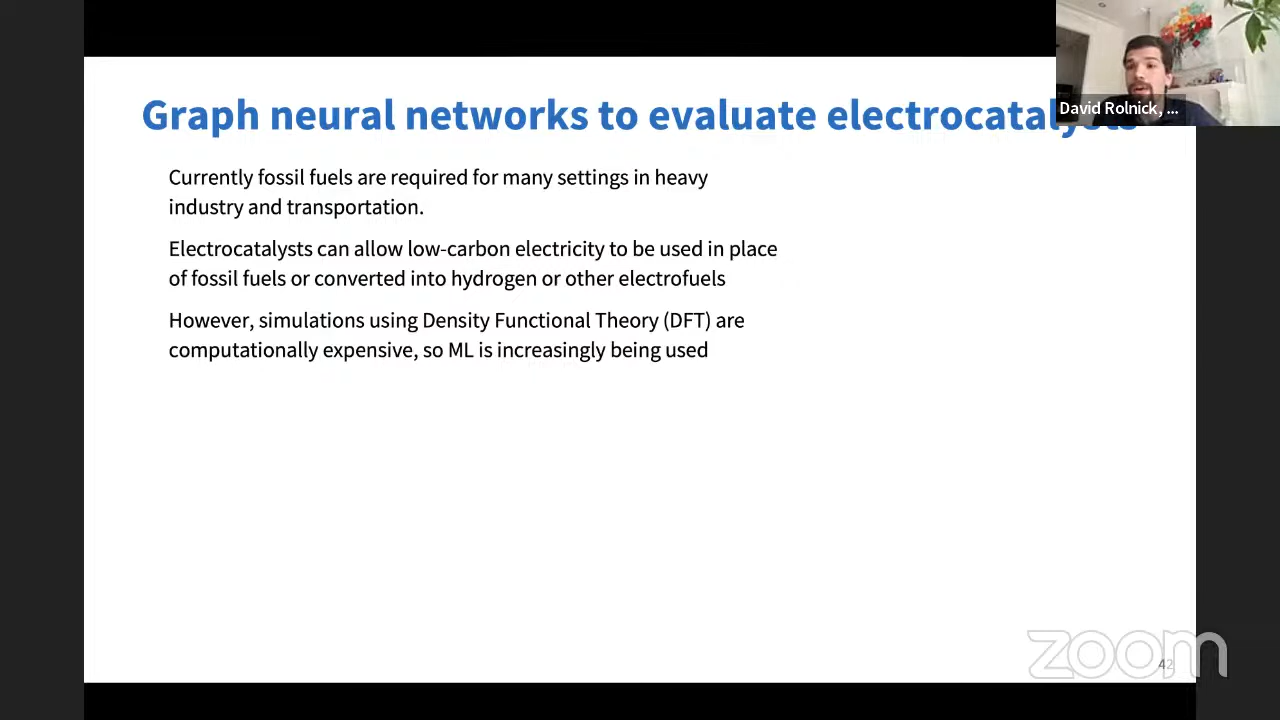 Graph neural networks to evaluate electrocatalysts
David Rolnick, ...
Currently fossil fuels are required for many settings in heavy
industry and transportation.
Electrocatalysts can allow low-carbon electricity to be used in place
of fossil fuels or converted into hydrogen or other electrofuels
However, simulations using Density Functional Theory (DFT) are
computationally expensive, so ML is increasingly being used
zoom
42